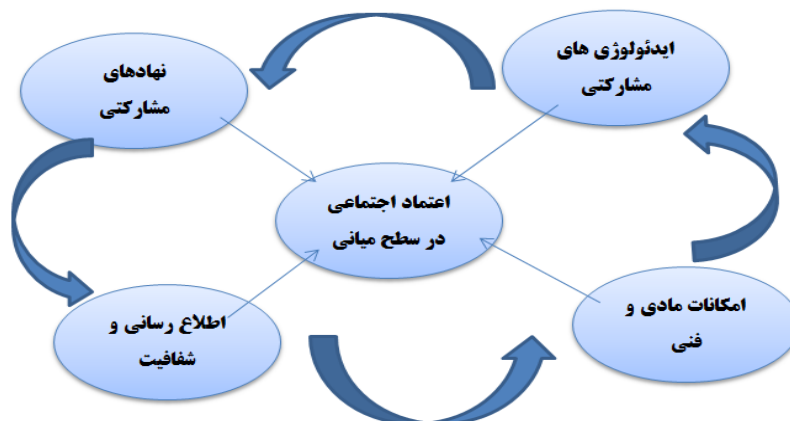 ایدئولوژی های
مشارکتی
نهادهای
مشارکتی
اعتماد اجتماعی
در سطح میانی
امکانات مادی و
فنی
اطلاع رسانی و
شفافیت